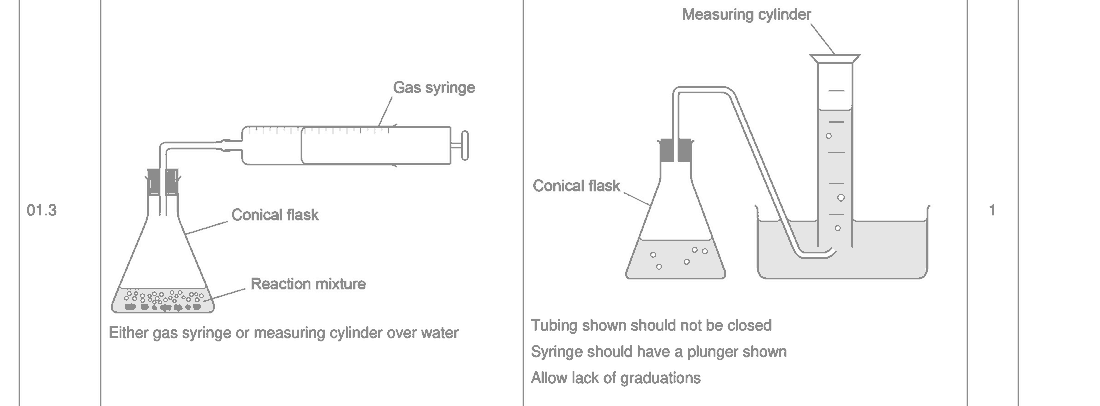 01.3
Gas syringe
Conical flask
Reaction mixture
Either gas syringe or measuring cylinder over water
Measuring cylinder
Conical flask
Tubing shown should not be closed
Syringe should have a plunger shown
Allow lack of graduations
1